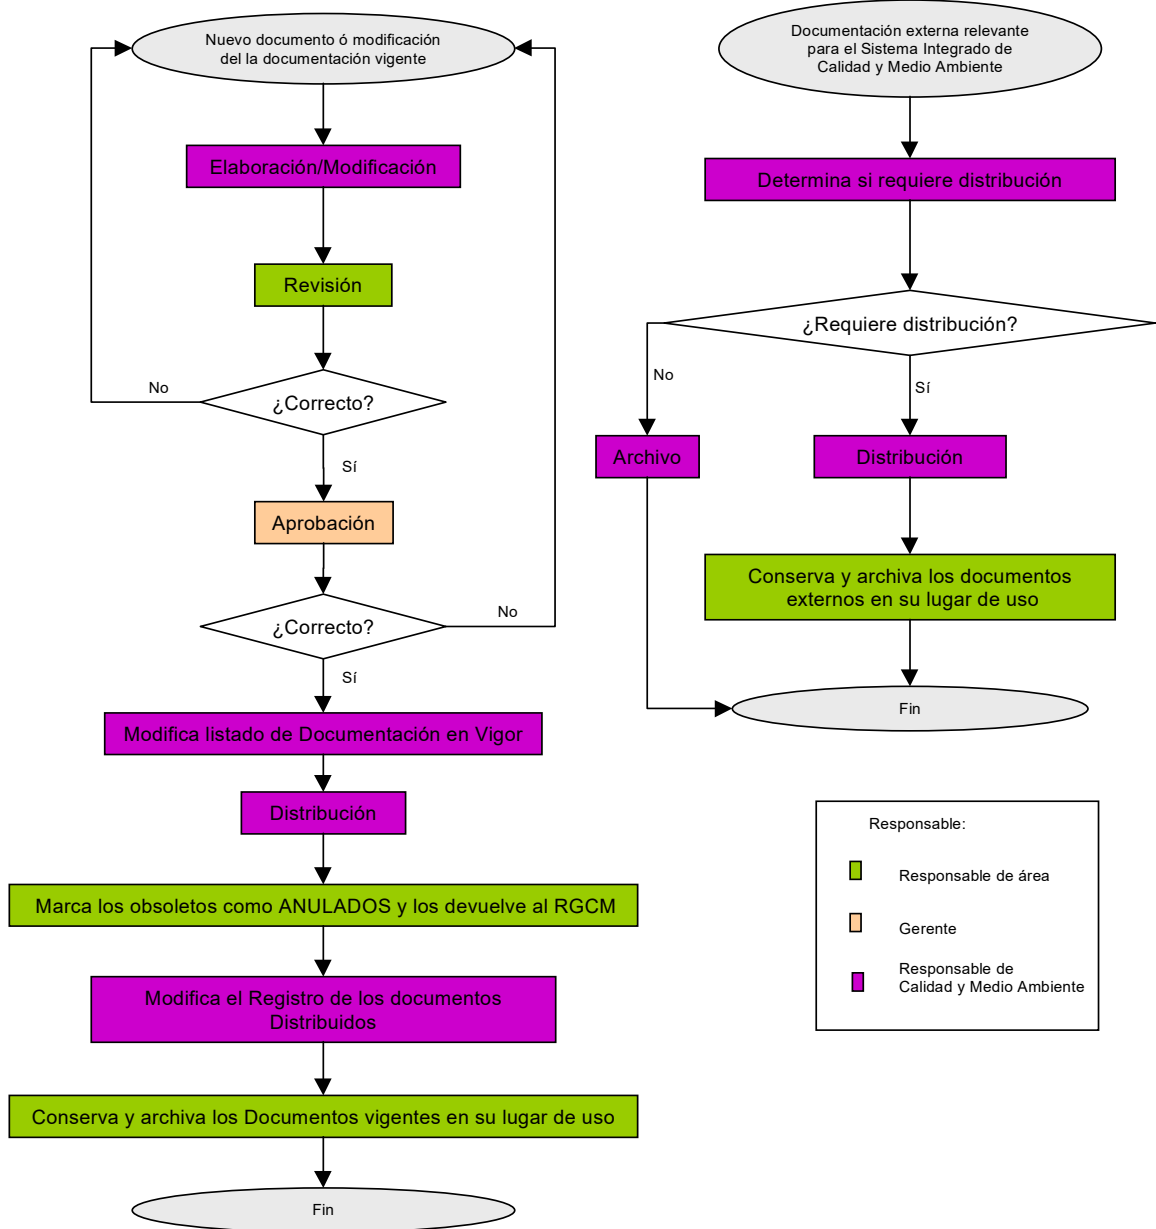 Nuevo documento ó modificación
del la documentación vigente
Elaboración/Modificación
Revisión
¿Correcto?
No
Sí
Aprobación
¿Correcto?
No
Sí
Modifica listado de Documentación en Vigor
Distribución
Marca los obsoletos como ANULADOS y los devuelve al RGCM
Modifica el Registro de los documentos
Distribuidos
Conserva y archiva los Documentos vigentes en su lugar de uso
Fin
Documentación externa relevante
para el Sistema Integrado de
Calidad y Medio Ambiente
Determina si requiere distribución
¿Requiere distribución?
No
Sí
Archivo
Distribución
Conserva y archiva los documentos
externos en su lugar de uso
Fin
Responsable:
Responsable de área
Gerente
Responsable de
Calidad y Medio Ambiente